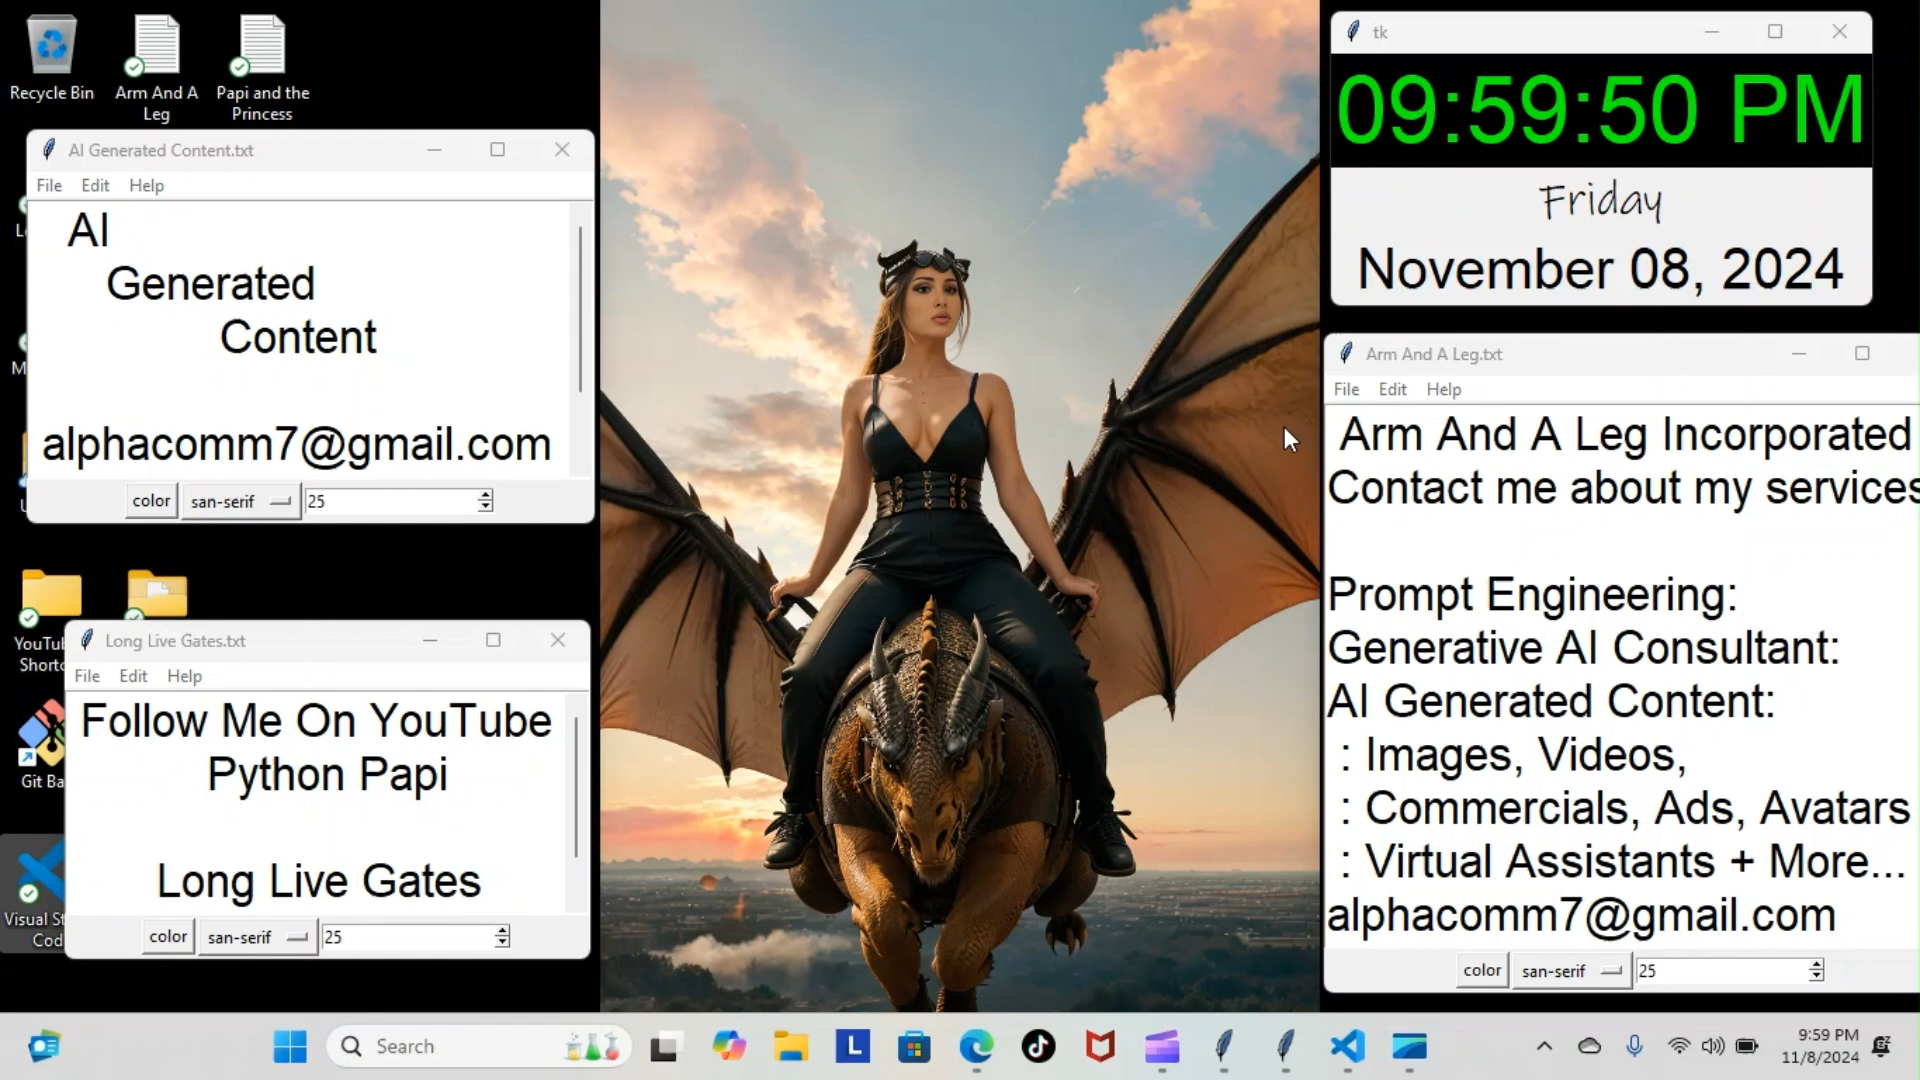 Recycle Bin
Arm And A
Leg
Papi and the
Princess
AI Generated Content.txt
File Edit Help
AI
Generated
Content
alphacomm7@gmail.com
color san-serif 25
YouTub
Shortc
Long Live Gates.txt
File Edit Help
Follow Me On YouTube
Python Papi
Long Live Gates
color san-serif 25
Git Ba
Visual St
Cod
tk
09:59:50 PM
Friday
November 08, 2024
Arm And A Leg.txt
File Edit Help
Arm And A Leg Incorporated
Contact me about my services
Prompt Engineering:
Generative AI Consultant:
AI Generated Content:
: Images, Videos,
: Commercials, Ads, Avatars
: Virtual Assistants + More...
alphacomm7@gmail.com
color san-serif 25
Search
L
9:59 PM
11/8/2024